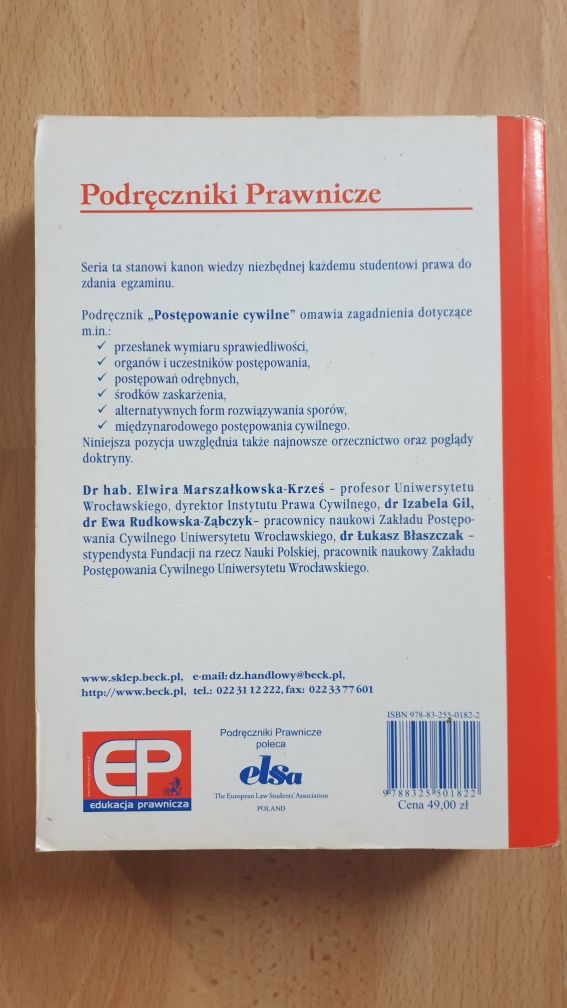 Podręczniki Prawnicze
Seria ta stanowi kanon wiedzy niezbędnej każdemu studentowi prawa do
zdania egzaminu.
Podręcznik „Postępowanie cywilne” omawia zagadnienia dotyczące
m.in.:
✓ przesłanek wymiaru sprawiedliwości,
✓ organów i uczestników postępowania,
✓ postępowań odrębnych,
✓ środków zaskarżenia,
✓ alternatywnych form rozwiązywania sporów,
✓ międzynarodowego postępowania cywilnego.
Niniejsza pozycja uwzględnia także najnowsze orzecznictwo oraz poglądy
doktryny.
Dr hab. Elwira Marszałkowska-Krześ – profesor Uniwersytetu
Wrocławskiego, dyrektor Instytutu Prawa Cywilnego, dr Izabela Gil,
dr Ewa Rudkowska-Ząbczyk– pracownicy naukowi Zakładu Postępo-
wania Cywilnego Uniwersytetu Wrocławskiego, dr Łukasz Błaszczak –
stypendysta Fundacji na rzecz Nauki Polskiej, pracownik naukowy Zakładu
Postępowania Cywilnego Uniwersytetu Wrocławskiego.
www.sklep.beck.pl, e-mail: dz.handlowy@beck.pl,
http://www.beck.pl, tel.: 022 31 12 222, fax: 022 33 77 601
EP
edukacja prawnicza
Podręczniki Prawnicze
poleca
elsa
The European Law Students' Association
POLAND
ISBN 978-83-255-0182-2
9 788325 501822
Cena 49,00 zł